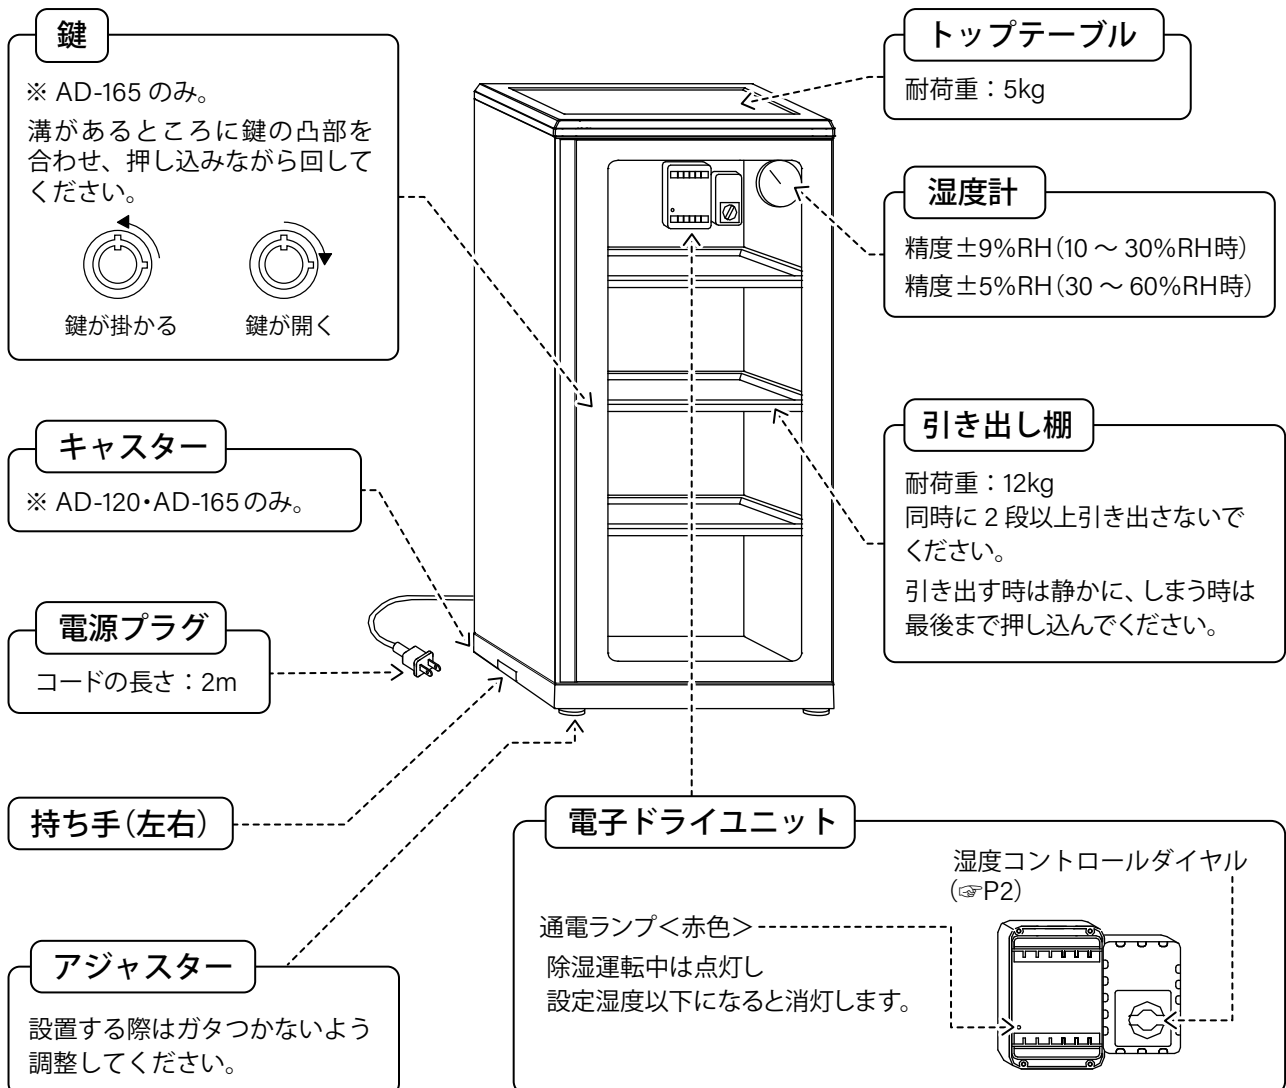 鍵
※ AD-165 のみ。
溝があるところに鍵の凸部を
合わせ、押し込みながら回して
ください。
鍵が掛かる
鍵が開く
キャスター
※ AD-120・AD-165のみ。
電源プラグ
コードの長さ：2m
持ち手（左右）
アジャスター
設置する際はガタつかないよう
調整してください。
トップテーブル
耐荷重：5kg
湿度計
精度±9%RH（10 ～ 30%RH時）
精度±5%RH（30 ～ 60%RH時）
引き出し棚
耐荷重：12kg
同時に 2 段以上引き出さないで
ください。
引き出す時は静かに、しまう時は
最後まで押し込んでください。
電子ドライユニット
湿度コントロールダイヤル
（☞P2）
通電ランプ＜赤色＞
除湿運転中は点灯し
設定湿度以下になると消灯します。